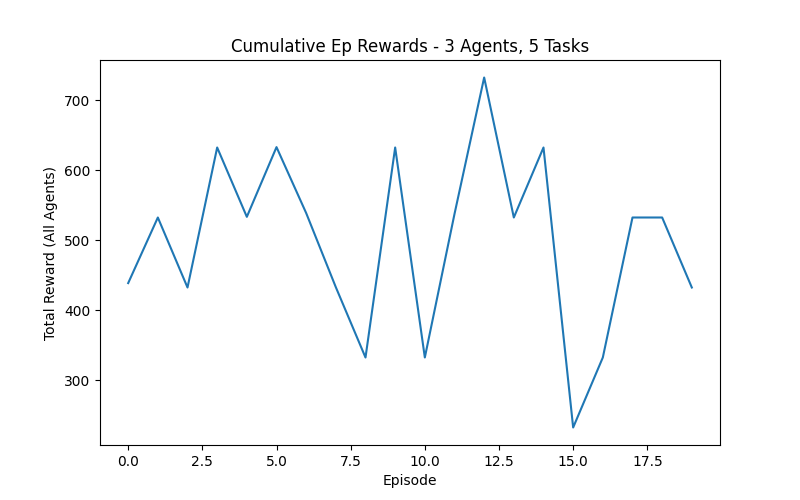 Cumulative Ep Rewards - 3 Agents, 5 Tasks
Total Reward (All Agents)
700
600
500
400
300
0.0 2.5 5.0 7.5 10.0 12.5 15.0 17.5
Episode